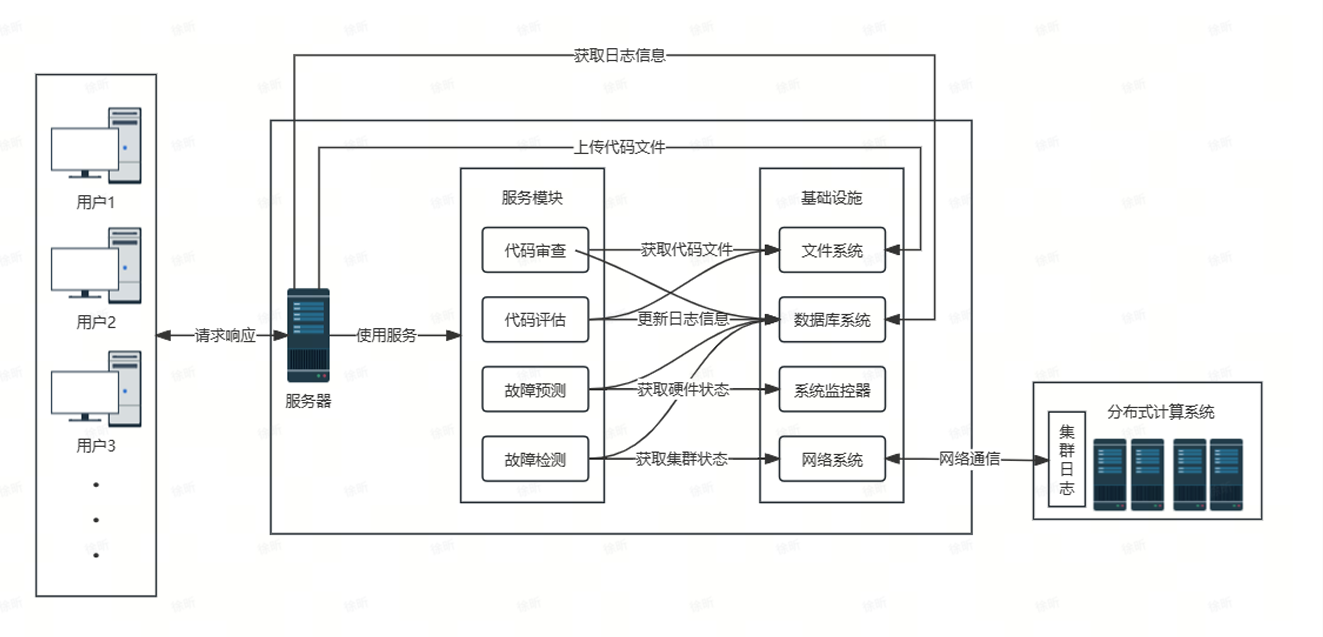 获取日志信息
上传代码文件
用户1
用户2
用户3
请求响应
服务器
使用服务
服务模块
代码审查
代码评估
故障预测
故障检测
获取代码文件
更新日志信息
获取硬件状态
获取集群状态
基础设施
文件系统
数据库系统
系统监控器
网络系统
网络通信
分布式计算系统
集
群
日
志